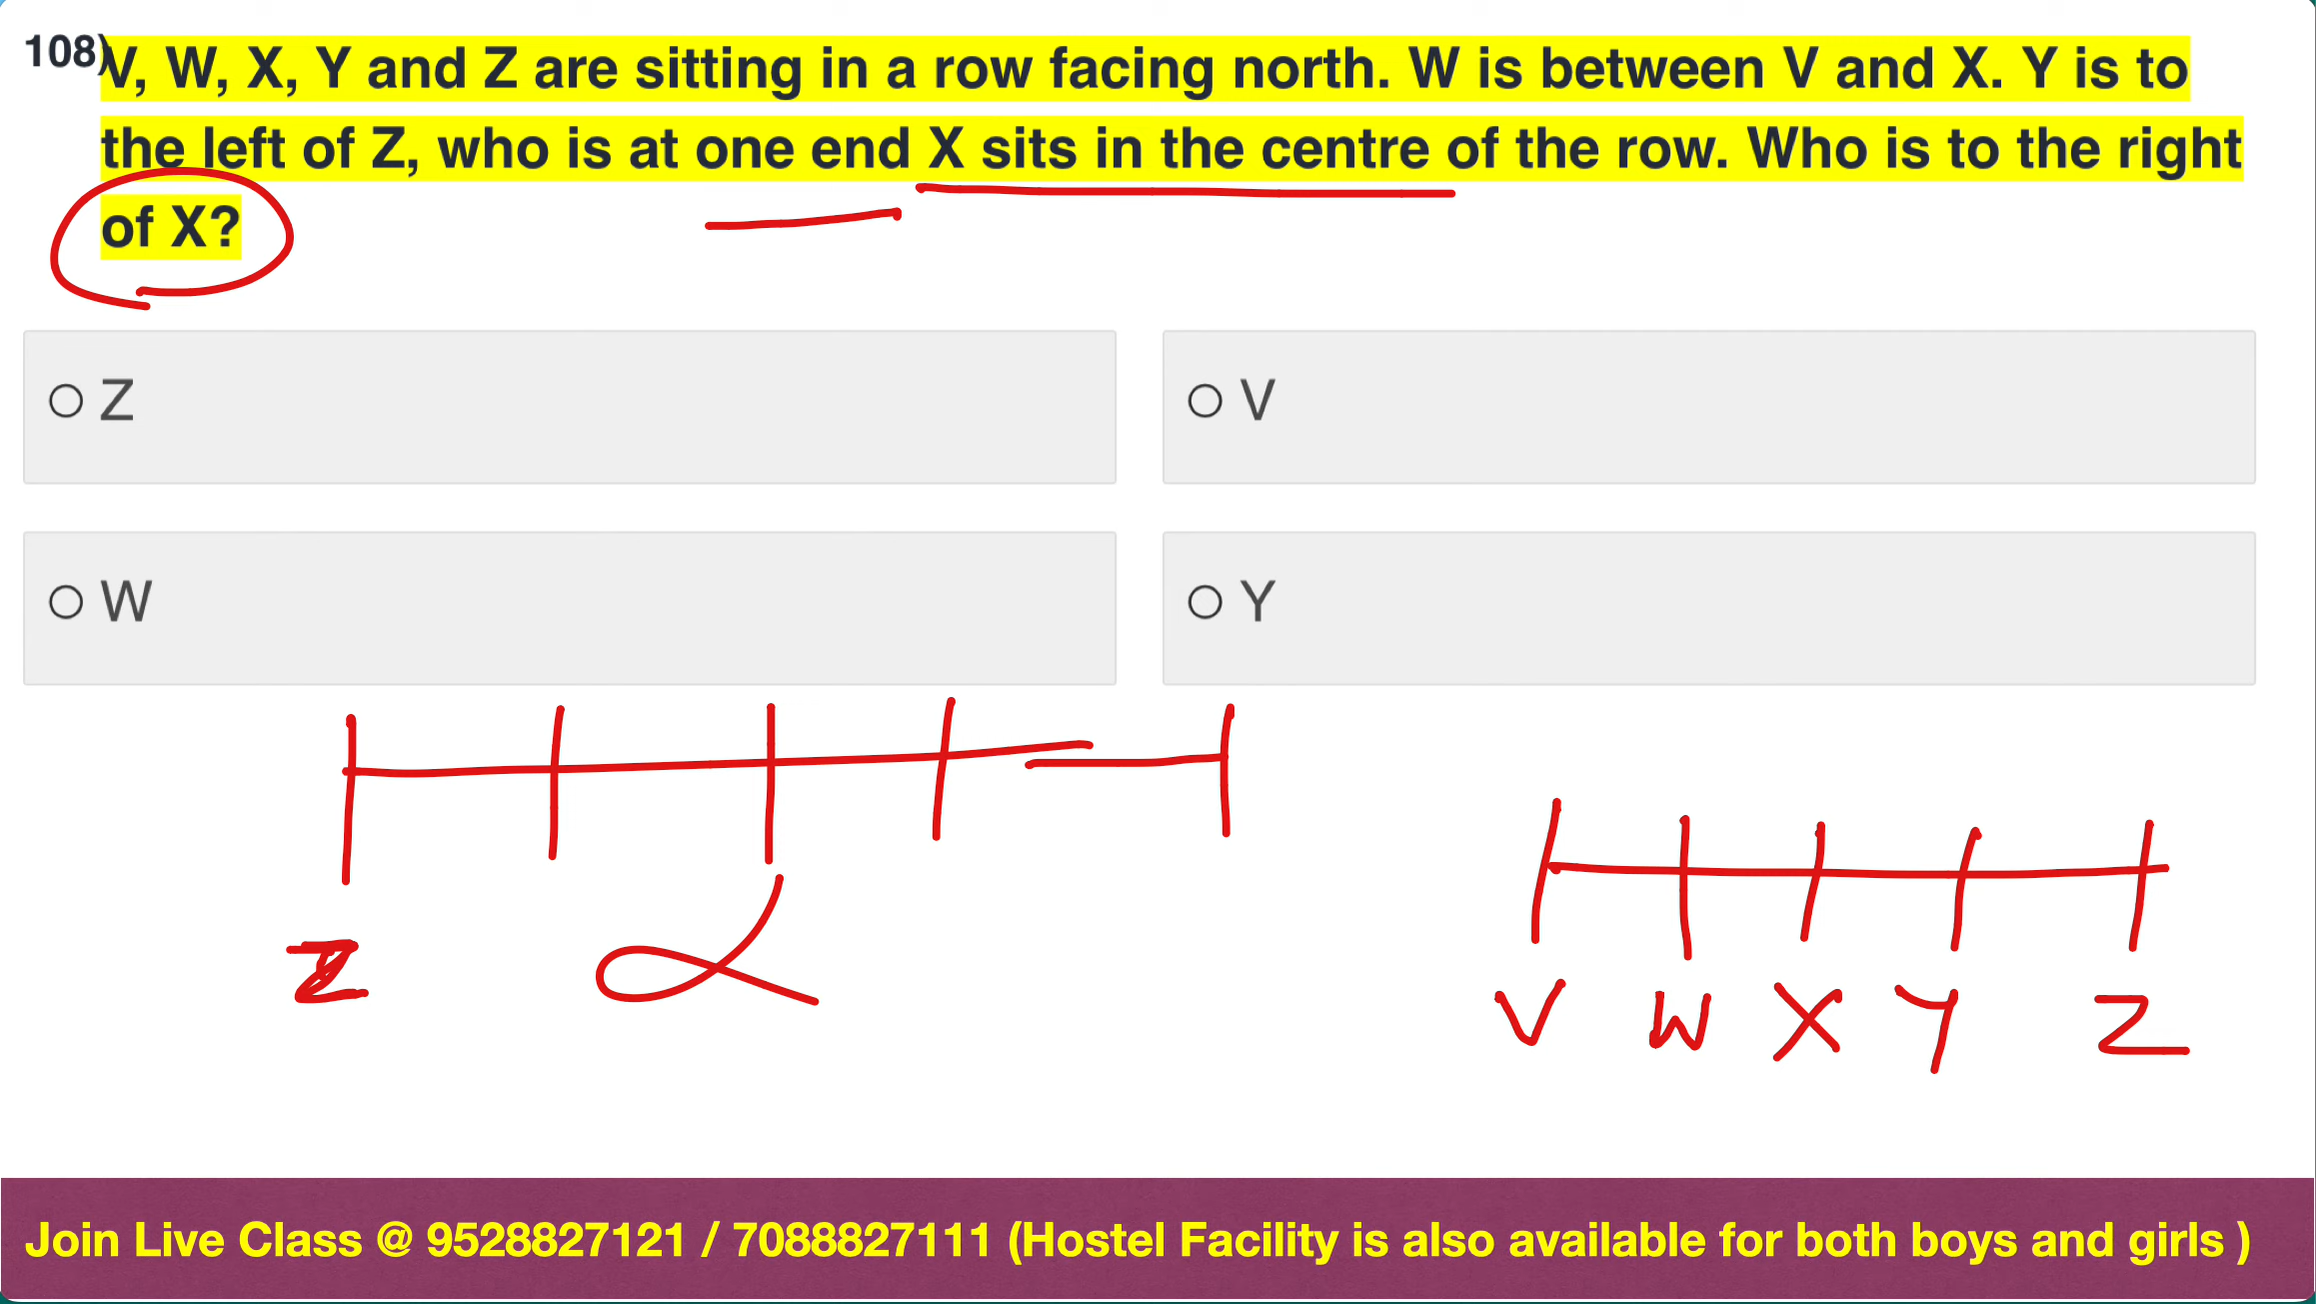 108)
V, W, X, Y and Z are sitting in a row facing north. W is between V and X. Y is to
the left of Z, who is at one end X sits in the centre of the row. Who is to the right
of X?
Z
V
W
Y
Z
V W X Y Z
Join Live Class @ 9528827121 / 7088827111 (Hostel Facility is also available for both boys and girls )